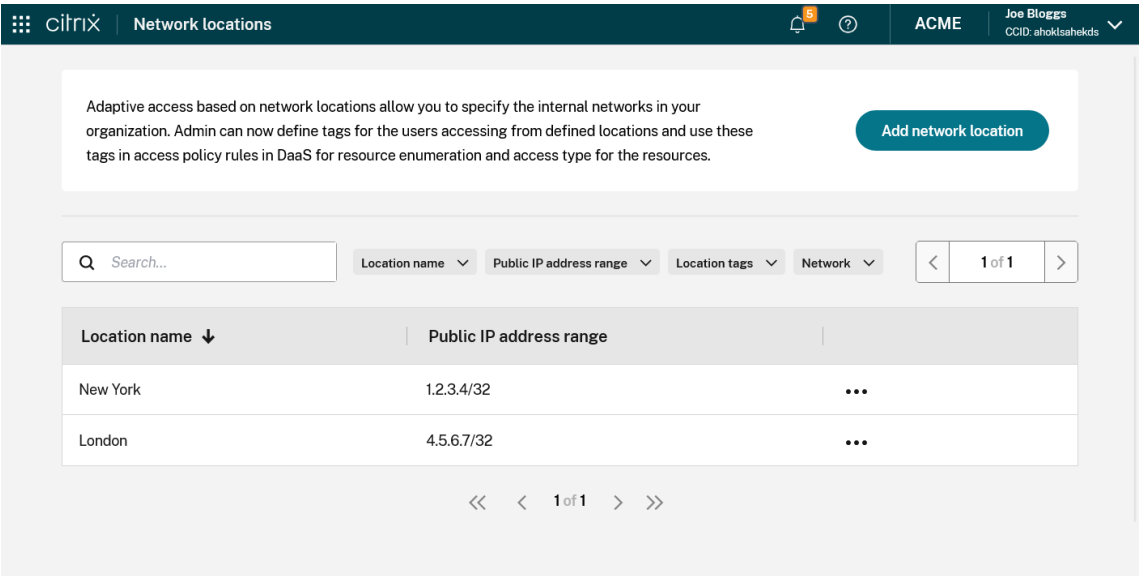 citrix Network locations 5 ACME Joe Bloggs
CCID: ahoklsahekds
Adaptive access based on network locations allow you to specify the internal networks in your
organization. Admin can now define tags for the users accessing from defined locations and use these
tags in access policy rules in DaaS for resource enumeration and access type for the resources.
Add network location
Search...
Location name Public IP address range Location tags Network 1 of 1
Location name Public IP address range
New York 1.2.3.4/32
London 4.5.6.7/32
1 of 1